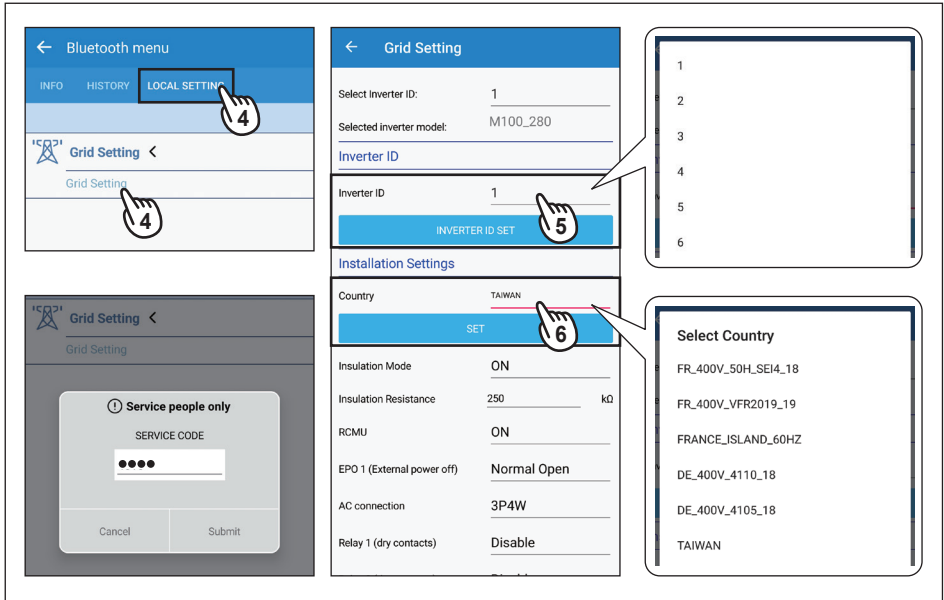 Bluetooth menu
INFO HISTORY LOCAL SETTING
4
Grid Setting
Grid Setting
4
Grid Setting
Grid Setting
Service people only
SERVICE CODE
Cancel Submit
Grid Setting
Select Inverter ID: 1
Selected inverter model: M100_280
Inverter ID
Inverter ID 1
5
INVERTER ID SET
Installation Settings
Country TAIWAN
6
SET
Insulation Mode ON
Insulation Resistance 250 kΩ
RCMU ON
EPO 1 (External power off) Normal Open
AC connection 3P4W
Relay 1 (dry contacts) Disable
1
2
3
4
5
6
Select Country
FR_400V_50H_SEI4_18
FR_400V_VFR2019_19
FRANCE_ISLAND_60HZ
DE_400V_4110_18
DE_400V_4105_18
TAIWAN